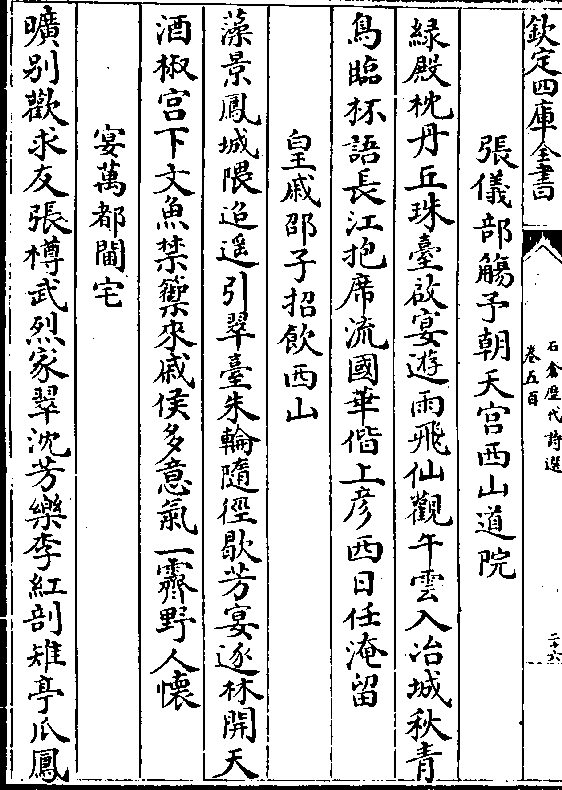 欽定四庫全書
石倉歷代詩選
卷五百
二十六
張儀部觴予朝天宫西山道院
緑殿枕丹丘珠臺啟宴遊雨飛仙觀午雲入冶城秋青
鳥臨杯語長江抱席流國華偕上彦西日任淹留
皇戚邵子招飲西山
藻景鳳城隈迢遥引翠臺朱輪隨徑歇芳宴逐林開天
酒椒宫下文魚禁籞來戚侯多意氣一霽野人懷
宴萬都閫宅
曠别歡求友張樽武烈家翠沈芳樂李紅剖雉亭瓜鳳